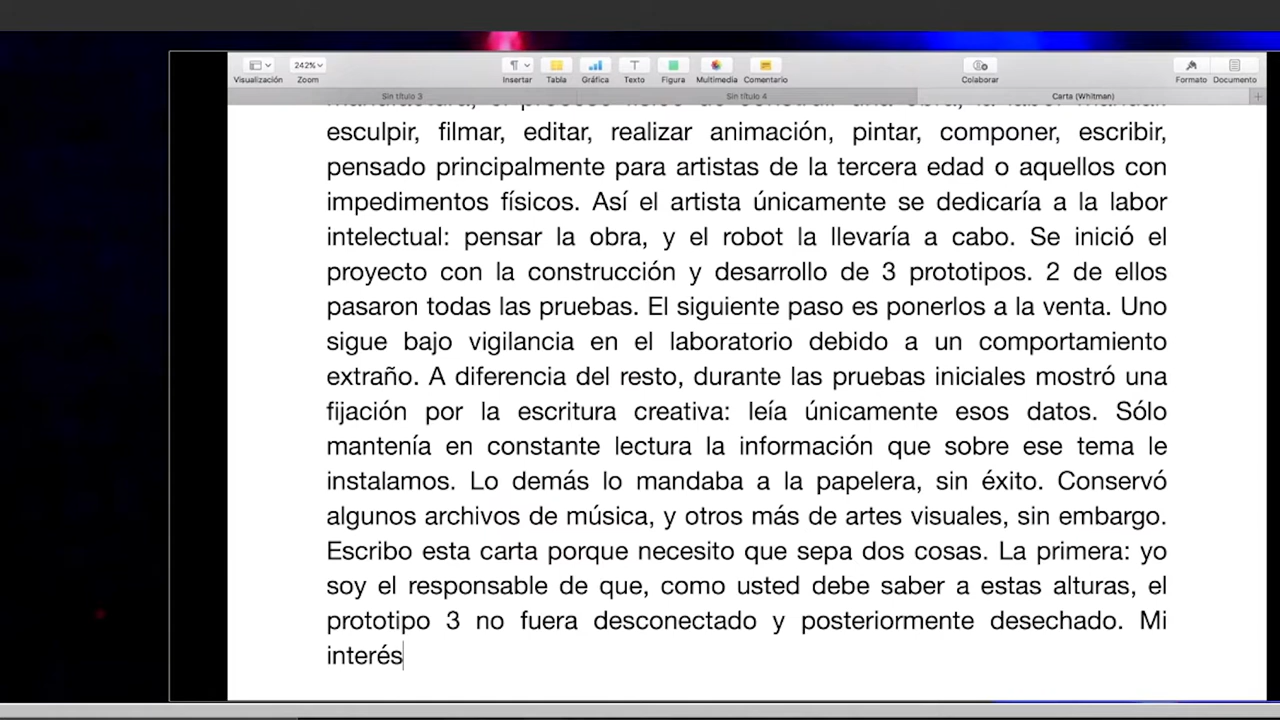 242%
Visualización Zoom Insertar Tabla Gráfica Texto Figura Multimedia Comentario Colaborar Formato Documento
Sin título 3 Sin título 4 Carta (Whitman)
esculpir, filmar, editar, realizar animación, pintar, componer, escribir,
pensado principalmente para artistas de la tercera edad o aquellos con
impedimentos físicos. Así el artista únicamente se dedicaría a la labor
intelectual: pensar la obra, y el robot la llevaría a cabo. Se inició el
proyecto con la construcción y desarrollo de 3 prototipos. 2 de ellos
pasaron todas las pruebas. El siguiente paso es ponerlos a la venta. Uno
sigue bajo vigilancia en el laboratorio debido a un comportamiento
extraño. A diferencia del resto, durante las pruebas iniciales mostró una
fijación por la escritura creativa: leía únicamente esos datos. Sólo
mantenía en constante lectura la información que sobre ese tema le
instalamos. Lo demás lo mandaba a la papelera, sin éxito. Conservó
algunos archivos de música, y otros más de artes visuales, sin embargo.
Escribo esta carta porque necesito que sepa dos cosas. La primera: yo
soy el responsable de que, como usted debe saber a estas alturas, el
prototipo 3 no fuera desconectado y posteriormente desechado. Mi
interés